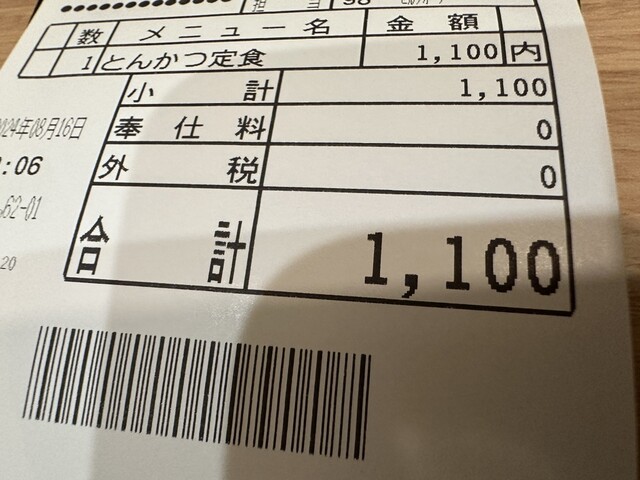 担 当
数 メニュー名 金額
1 とんかつ定食 1,100 内
小計 1,100
奉仕料 0
2024年08月16日
外税 0
:06
62-01
合計 1,100
20